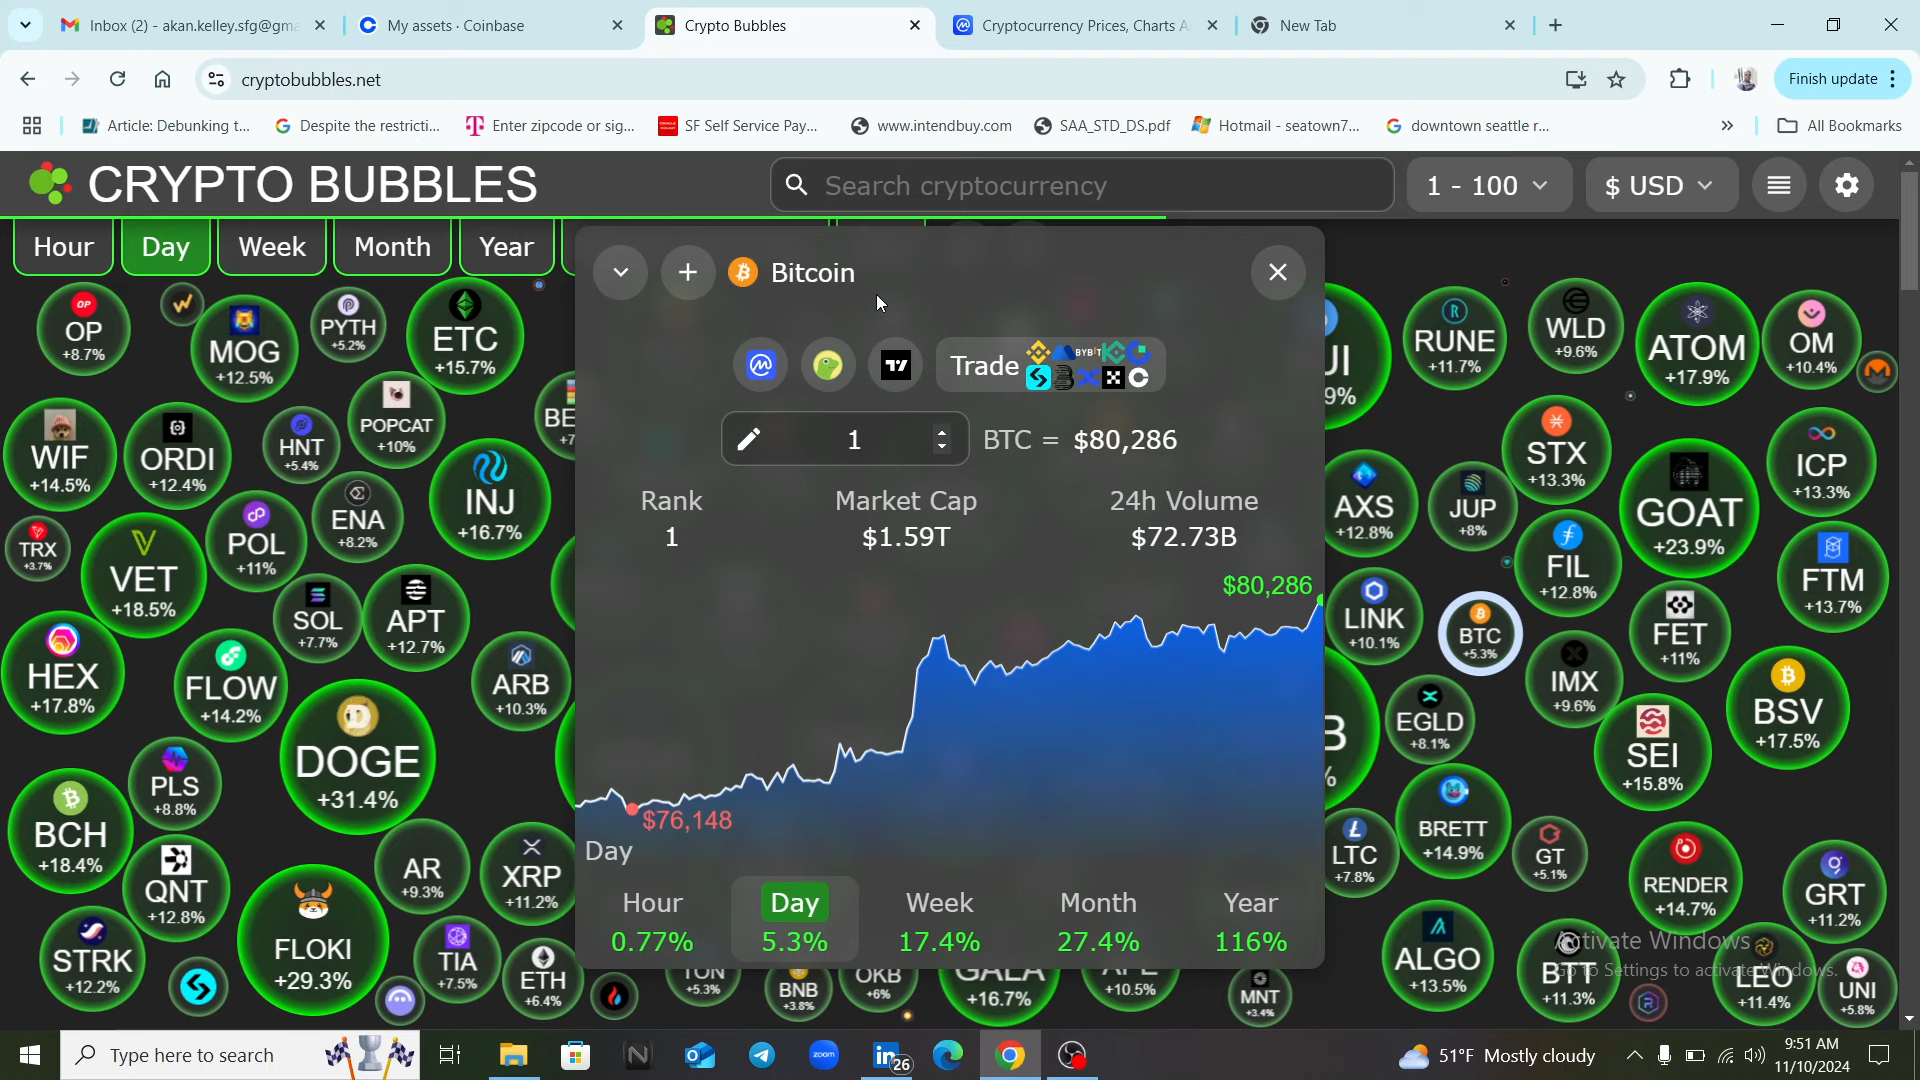 Inbox (2) - akan.kelley.sfg@gm
My assets · Coinbase
Crypto Bubbles
Cryptocurrency Prices, Charts A
New Tab
cryptobubbles.net
Finish update
Article: Debunking t...
Despite the restricti...
Enter zipcode or sig...
SF Self Service Pay...
www.intendbuy.com
SAA_STD_DS.pdf
Hotmail - seatown7...
downtown seattle r...
All Bookmarks
CRYPTO BUBBLES
Search cryptocurrency
1 - 100
$ USD
Hour
Day
Week
Month
Year
Bitcoin
Trade
BYBIT
1
BTC = $80,286
Rank
Market Cap
24h Volume
1
$1.59T
$72.73B
$80,286
$76,148
Day
Hour
Day
Week
Month
Year
0.77%
5.3%
17.4%
27.4%
116%
OP
OP
+8.7%
MOG
+12.5%
PYTH
+5.2%
ETC
+15.7%
WIF
+14.5%
ORDI
+12.4%
HNT
+5.4%
POPCAT
+10%
BE
+7
ENA
+8.2%
INJ
+16.7%
TRX
+3.7%
VET
+18.5%
POL
+11%
SOL
+7.7%
APT
+12.7%
HEX
+17.8%
FLOW
+14.2%
ARB
+10.3%
DOGE
+31.4%
PLS
+8.8%
BCH
+18.4%
QNT
+12.8%
AR
+9.3%
XRP
+11.2%
FLOKI
+29.3%
STRK
+12.2%
TIA
+7.5%
ETH
+6.4%
TON
+5.3%
BNB
+3.8%
OKB
+6%
GALA
+16.7%
APE
+10.5%
MNT
+3.4%
UI
9%
RUNE
+11.7%
WLD
+9.6%
ATOM
+17.9%
OM
+10.4%
STX
+13.3%
ICP
+13.3%
AXS
+12.8%
JUP
+8%
GOAT
+23.9%
FIL
+12.8%
FTM
+13.7%
LINK
+10.1%
BTC
+5.3%
FET
+11%
IMX
+9.6%
B
%
EGLD
+8.1%
SEI
+15.8%
BSV
+17.5%
BRETT
+14.9%
LTC
+7.8%
GT
+5.1%
RENDER
+14.7%
GRT
+11.2%
ALGO
+13.5%
BTT
+11.3%
LEO
+11.4%
UNI
+5.8%
Activate Windows
Go to Settings to activate Windows.
Type here to search
zoom
26
51°F Mostly cloudy
9:51 AM
11/10/2024